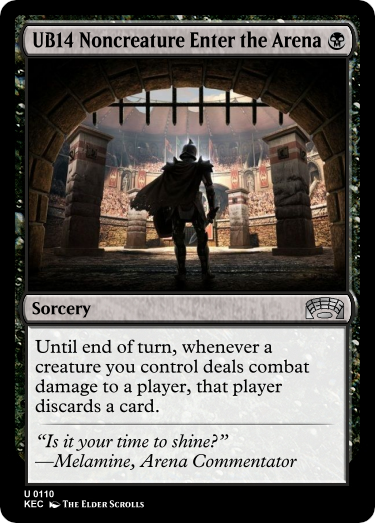 UB14 Noncreature Enter the Arena
Sorcery
Until end of turn, whenever a
creature you control deals combat
damage to a player, that player
discards a card.
“Is it your time to shine?”
—Melamine, Arena Commentator
U 0110
KEC THE ELDER SCROLLS